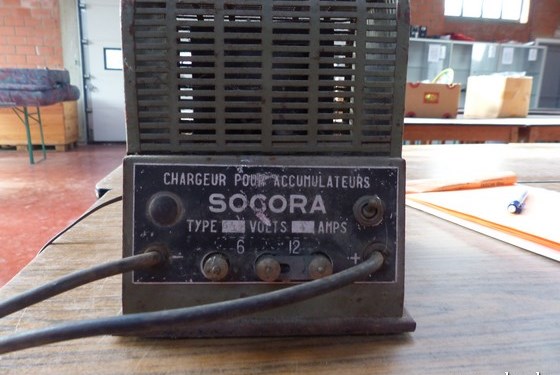 CHARGEUR POUR ACCUMULATEURS
SOCORA
TYPE VOLTS AMPS
6 12
- +